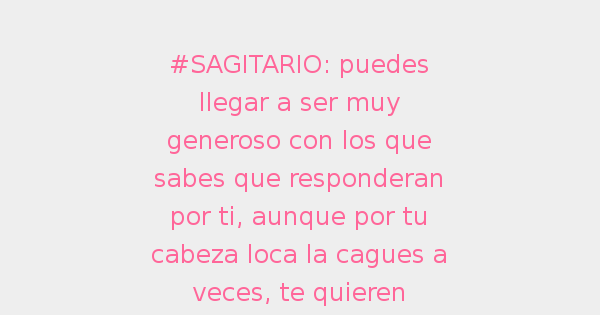 #SAGITARIO: puedes
llegar a ser muy
generoso con los que
sabes que responderan
por ti, aunque por tu
cabeza loca la cagues a
veces, te quieren